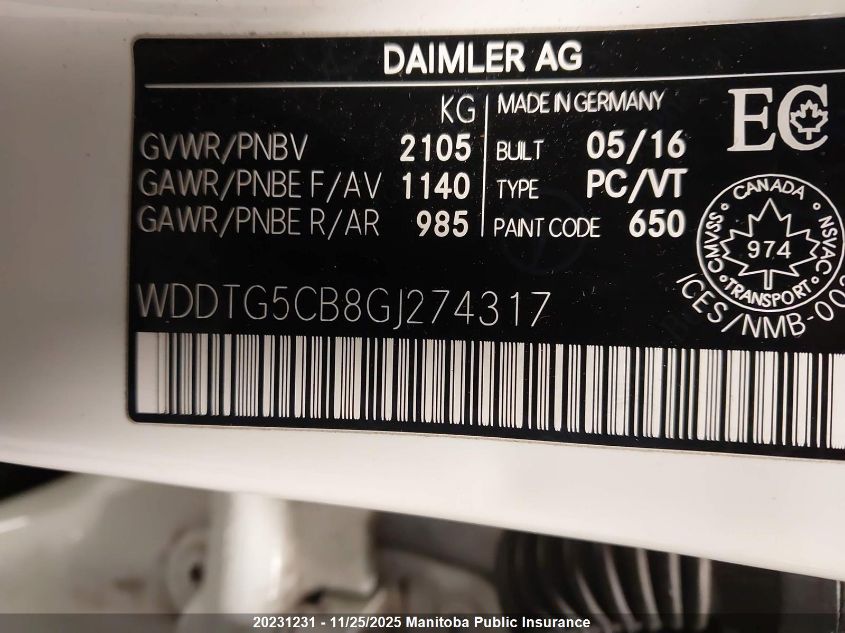 DAIMLER AG
KG
MADE IN GERMANY
EC
GVWR/PNBV 2105
BUILT 05/16
GAWR/PNBE F/AV 1140
TYPE PC/VT
GAWR/PNBE R/AR 985
PAINT CODE 650
CANADA
CMVSS
974
NSVAC
TRANSPORT
ICES/NMB-00
WDDTG5CB8GJ274317
20231231 - 11/25/2025 Manitoba Public Insurance